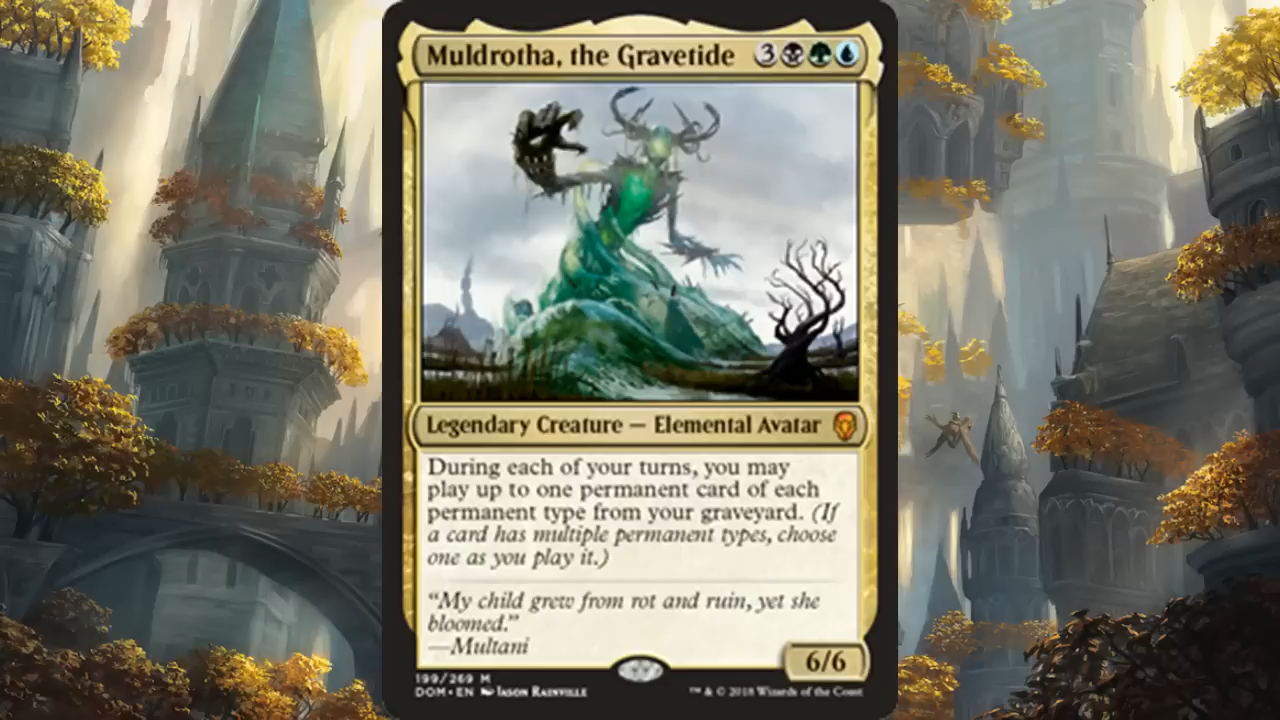 Muldrotha, the Gravetide 3
Legendary Creature — Elemental Avatar
During each of your turns, you may
play up to one permanent card of each
permanent type from your graveyard. (If
a card has multiple permanent types, choose
one as you play it.)
“My child grew from rot and ruin, yet she
bloomed.”
—Multani
6/6
199/269 M
DOM • EN Jason Rainville
™ & © 2018 Wizards of the Coast